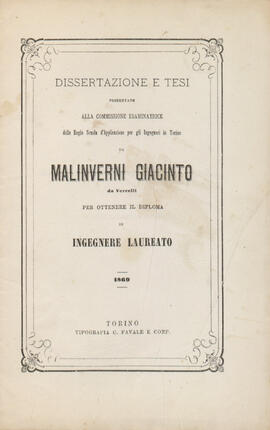 DISSERTAZIONE E TESI
PRESENTATE
ALLA COMMISSIONE ESAMINATRICE
della Regia Scuola d'Applicazione per gli Ingegneri in Torino
DA
MALINVERNI GIACINTO
da Vercelli
PER OTTENERE IL DIPLOMA
DI
INGEGNERE LAUREATO
1869
TORINO
TIPOGRAFIA C. FAVALE E COMP.